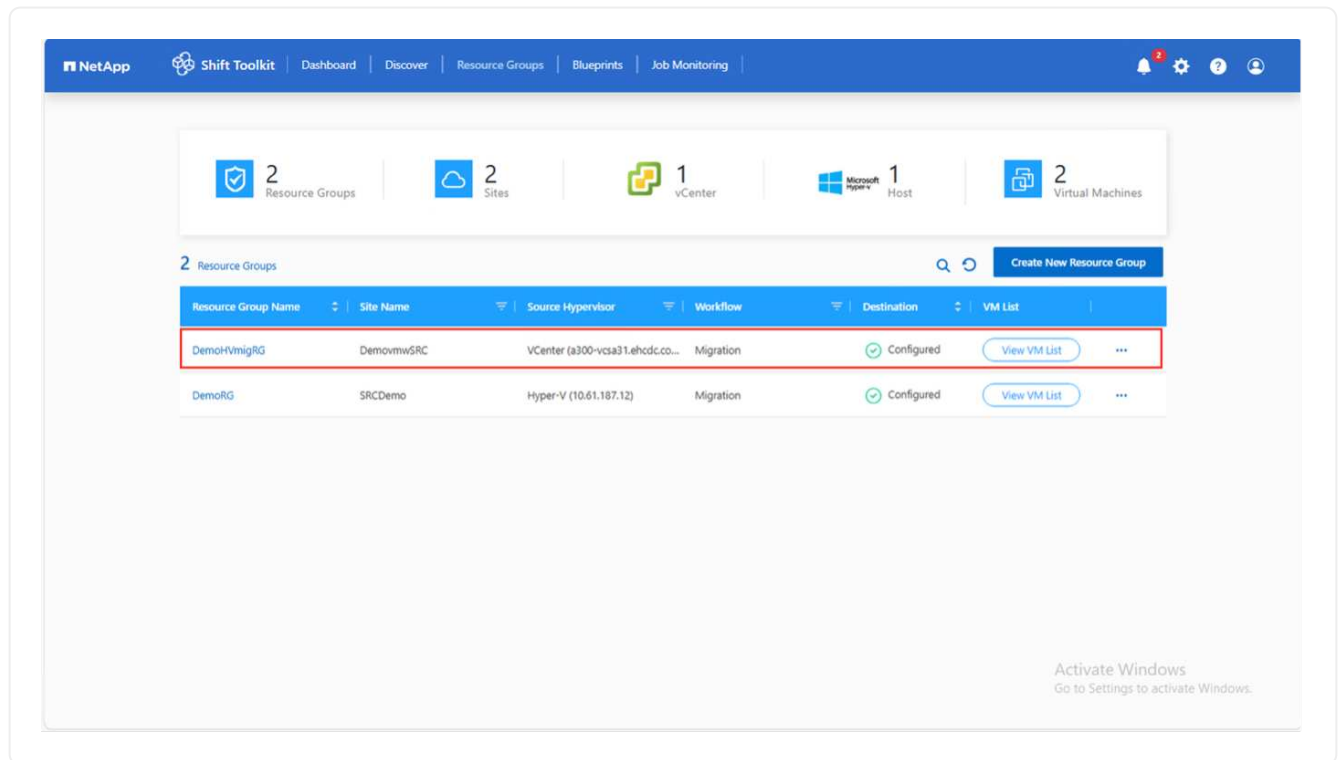 NetApp Shift Toolkit Dashboard Discover Resource Groups Blueprints Job Monitoring 2
2 Resource Groups
2 Sites
1 vCenter
Microsoft Hyper-V 1 Host
2 Virtual Machines
2 Resource Groups Create New Resource Group
Resource Group Name Site Name Source Hypervisor Workflow Destination VM List
DemoHVmigRG DemovmwSRC VCenter (a300-vcsa31.ehcdc.co... Migration Configured View VM List ...
DemoRG SRCDemo Hyper-V (10.61.187.12) Migration Configured View VM List ...
Activate Windows
Go to Settings to activate Windows.